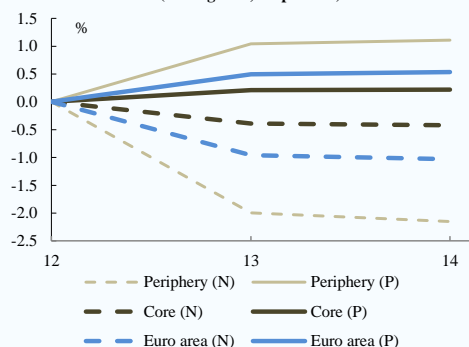 %
1.5
1.0
0.5
0.0
-0.5
-1.0
-1.5
-2.0
-2.5
12 13 14
Periphery (N) Periphery (P)
Core (N) Core (P)
Euro area (N) Euro area (P)